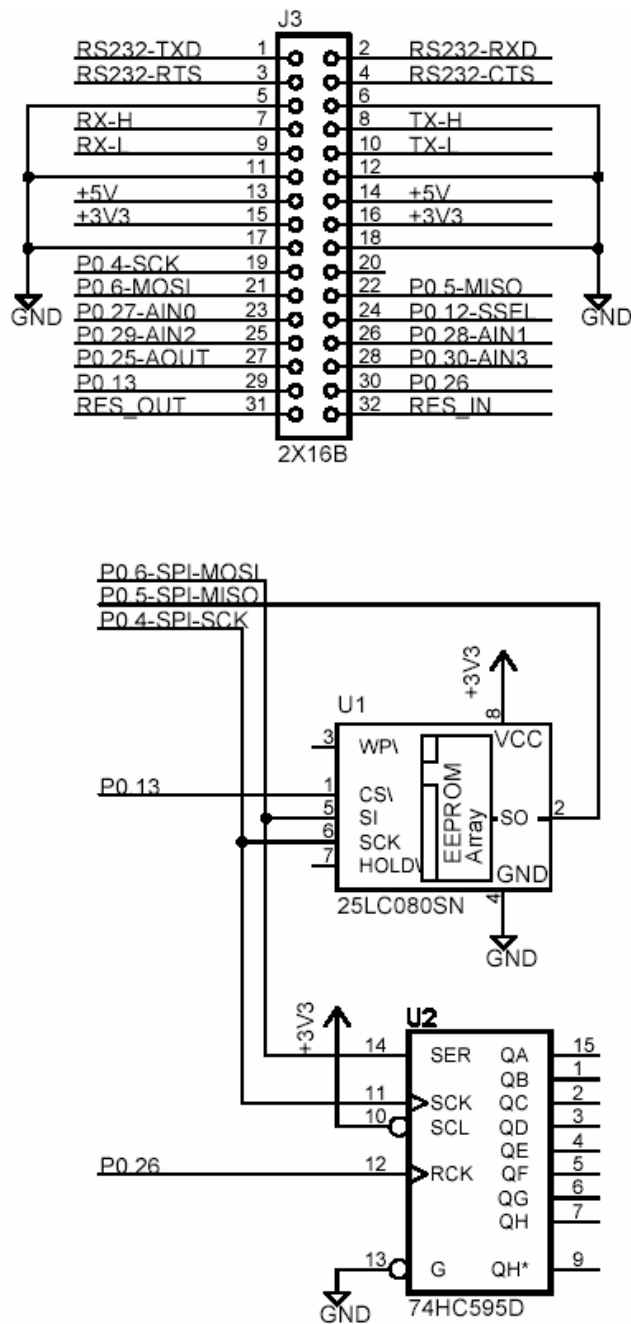 J3
RS232-TXD 1 2 RS232-RXD
RS232-RTS 3 4 RS232-CTS
5 6
RX-H 7 8 TX-H
RX-L 9 10 TX-L
11 12
+5V 13 14 +5V
+3V3 15 16 +3V3
17 18
P0.4-SCK 19 20
P0.6-MOSI 21 22 P0.5-MISO
P0.27-AIN0 23 24 P0.12-SSEL
P0.29-AIN2 25 26 P0.28-AIN1
P0.25-AOUT 27 28 P0.30-AIN3
P0.13 29 30 P0.26
RES_OUT 31 32 RES_IN
GND GND
2X16B
P0.6-SPI-MOSI
P0.5-SPI-MISO
P0.4-SPI-SCK
+3V3
U1
8
3 WP\ VCC
P0.13 1 CS\
5 SI SO 2
6 SCK
7 HOLD\ GND
EEPROM
Array
25LC080SN 4
GND
+3V3
U2
14 SER QA 15
QB 1
11 SCK QC 2
10 SCL QD 3
QE 4
P0.26 12 RCK QF 5
QG 6
QH 7
13 G QH* 9
GND 74HC595D